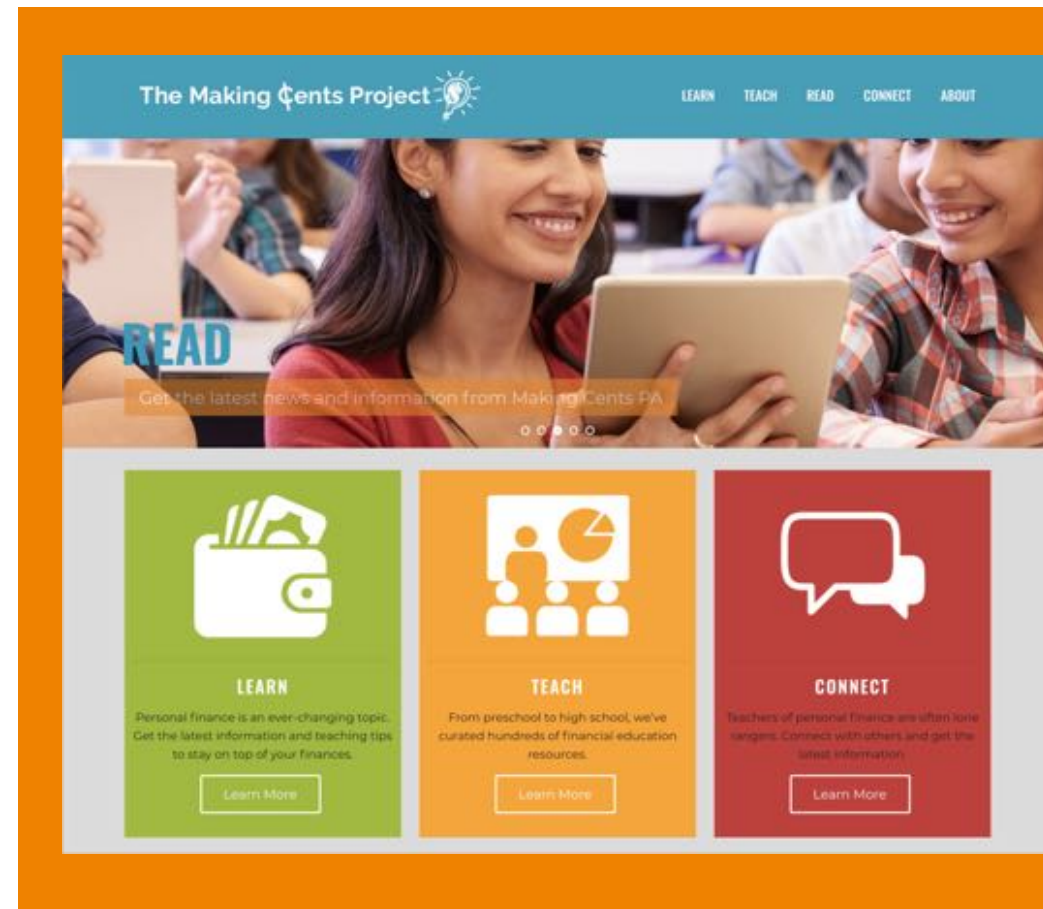 The Making ¢ents Project
LEARN TEACH READ CONNECT ABOUT
READ
Get the latest news and information from Making Cents PA
LEARN
Personal finance is an ever-changing topic.
Get the latest information and teaching tips
to stay on top of your finances.
Learn More
TEACH
From preschool to high school, we've
curated hundreds of financial education
resources.
Learn More
CONNECT
Teachers of personal finance are often lone
rangers. Connect with others and get the
latest information.
Learn More